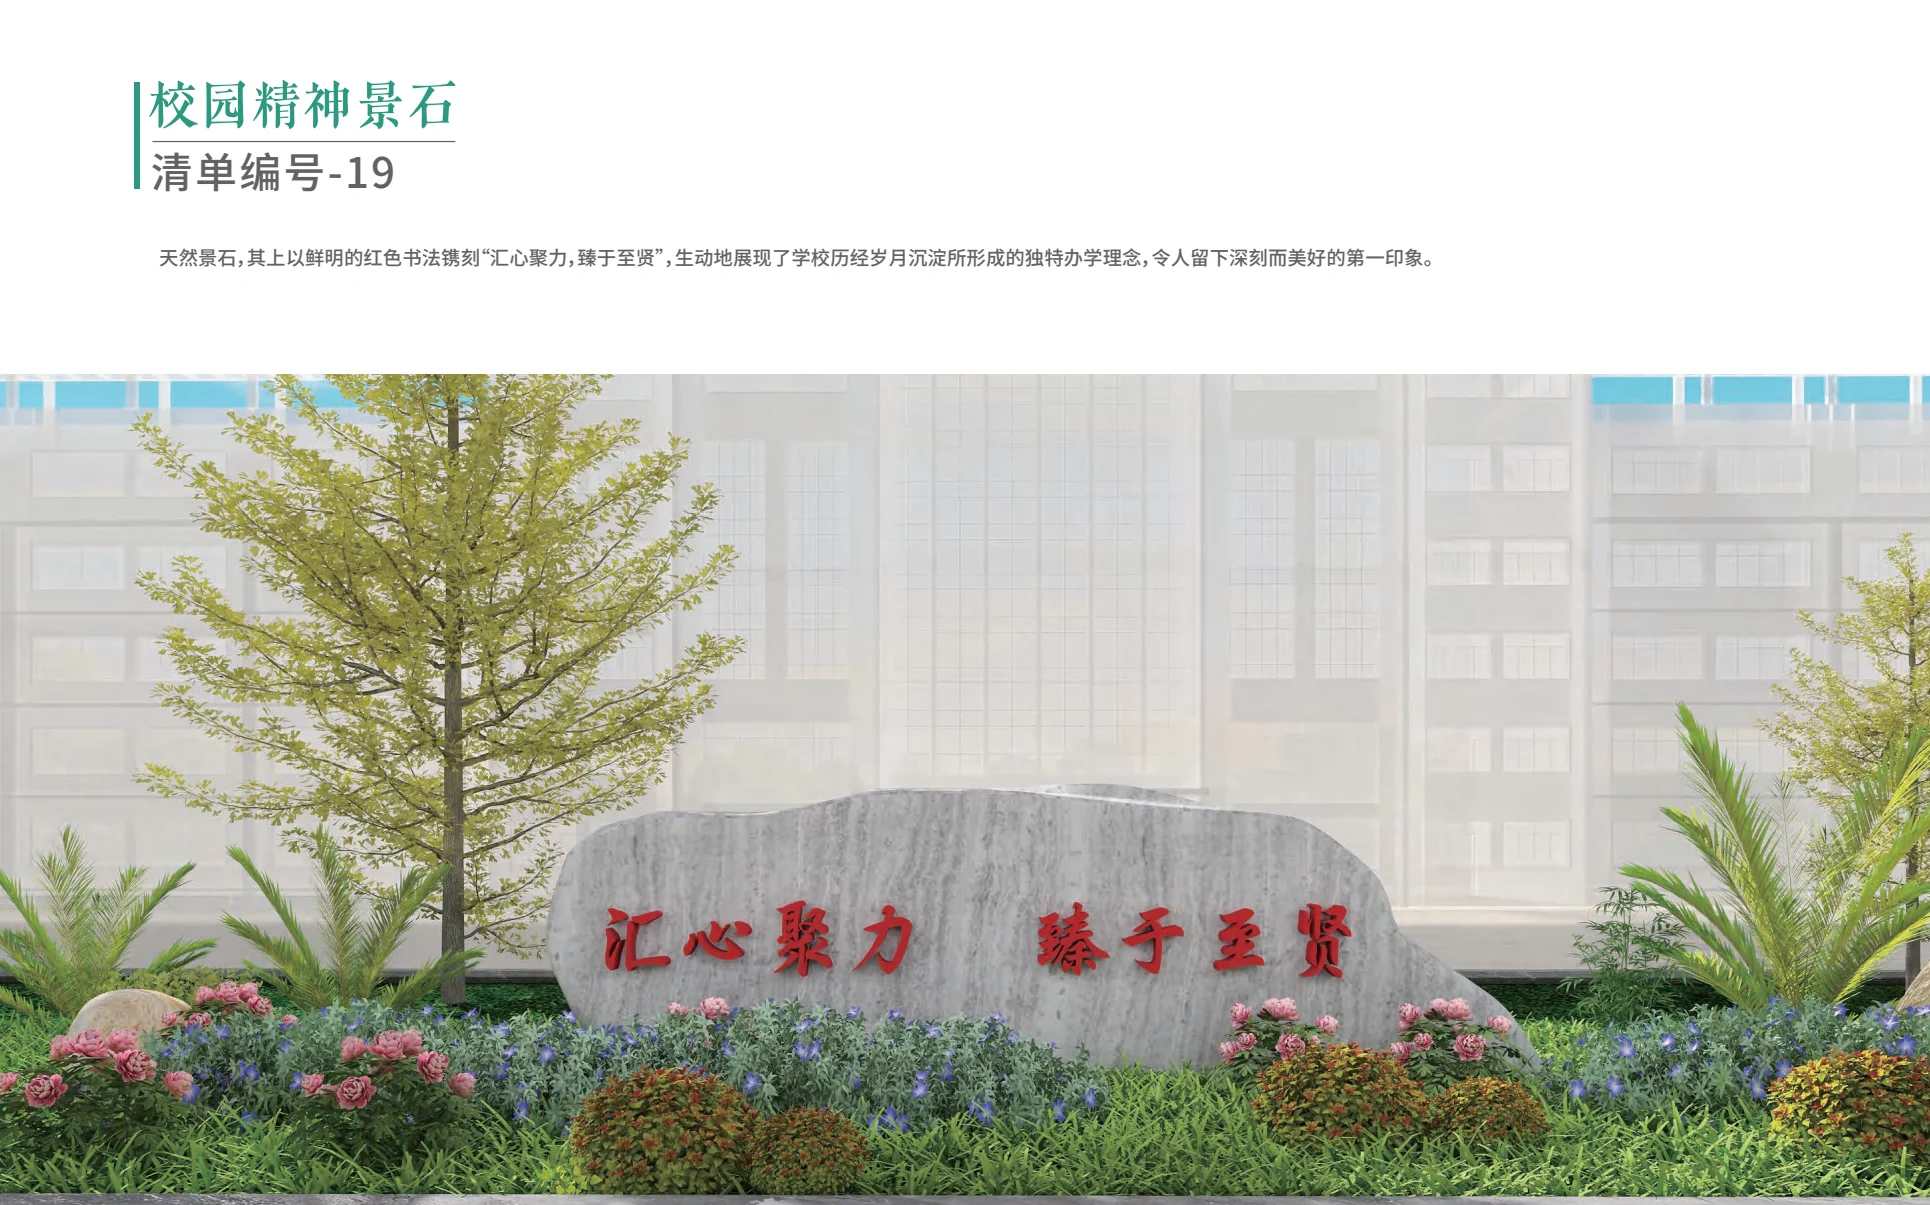 校园精神景石
清单编号-19
天然景石，其上以鲜明的红色书法镌刻“汇心聚力，臻于至贤”，生动地展现了学校历经岁月沉淀所形成的独特办学理念，令人留下深刻而美好的第一印象。
汇心聚力 臻于至贤